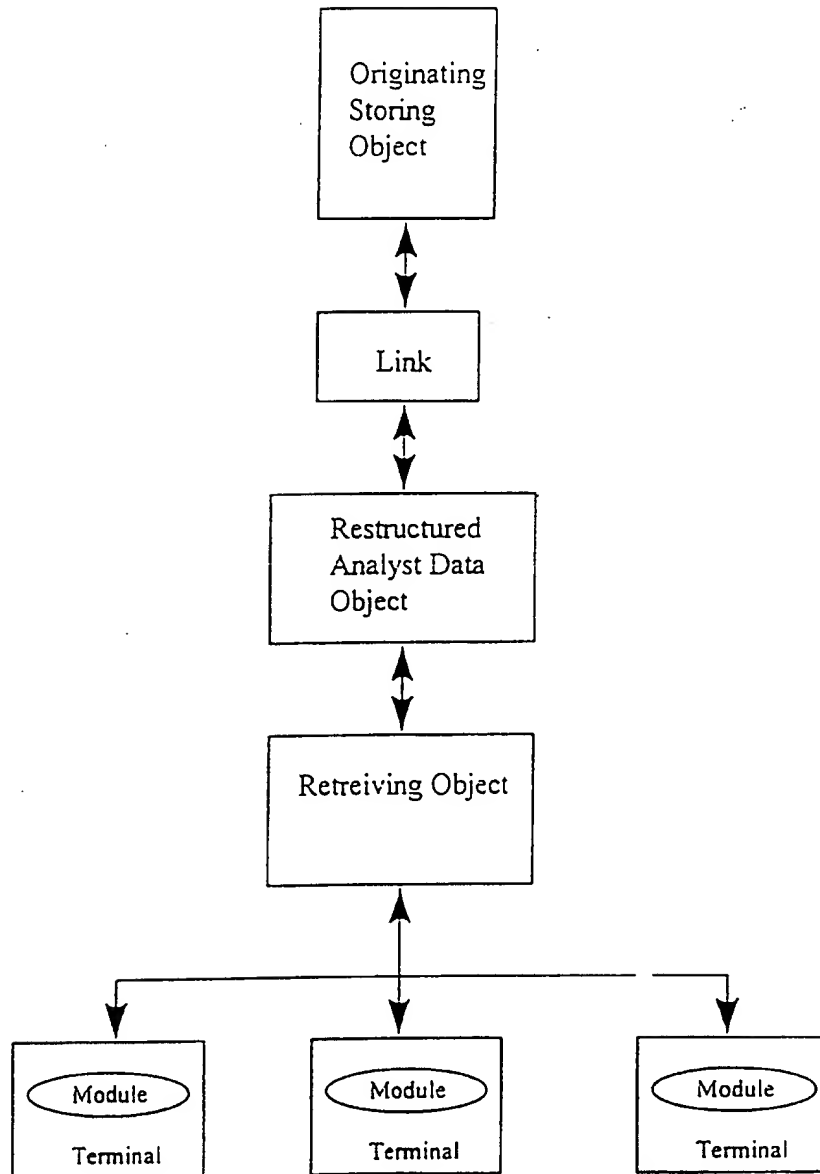 Originating
Storing
Object
Link
Restructured
Analyst Data
Object
Retreiving Object
Module
Terminal
Module
Terminal
Module
Terminal